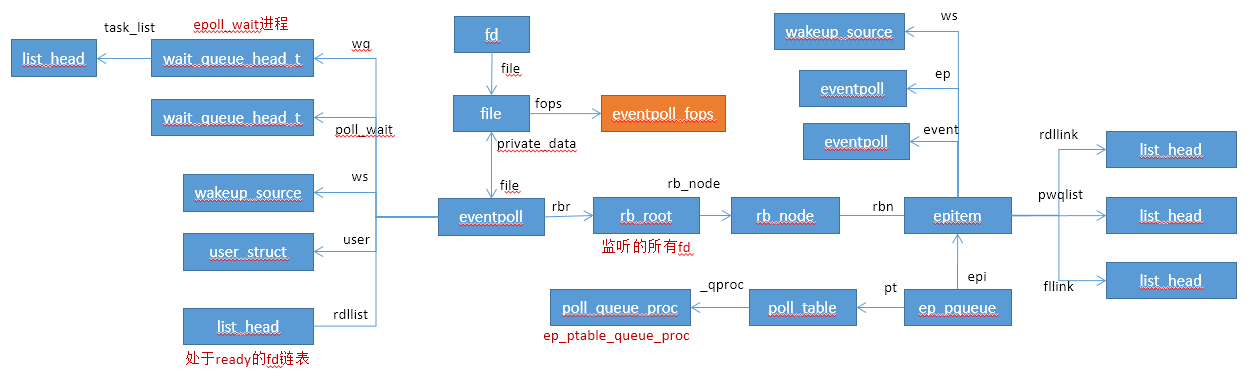 epoll_wait进程
task_list
list_head
wait_queue_head_t
wq
wait_queue_head_t
poll_wait
ws
wakeup_source
user
user_struct
rdllist
list_head
处于ready的fd链表
fd
file
file
fops
eventpoll_fops
private_data
file
eventpoll
rbr
rb_root
监听的所有fd
rb_node
rb_node
rbn
epitem
ws
wakeup_source
ep
eventpoll
event
eventpoll
rdllink
list_head
pwqlist
list_head
fllink
list_head
epi
ep_pqueue
pt
poll_table
_qproc
poll_queue_proc
ep_ptable_queue_proc